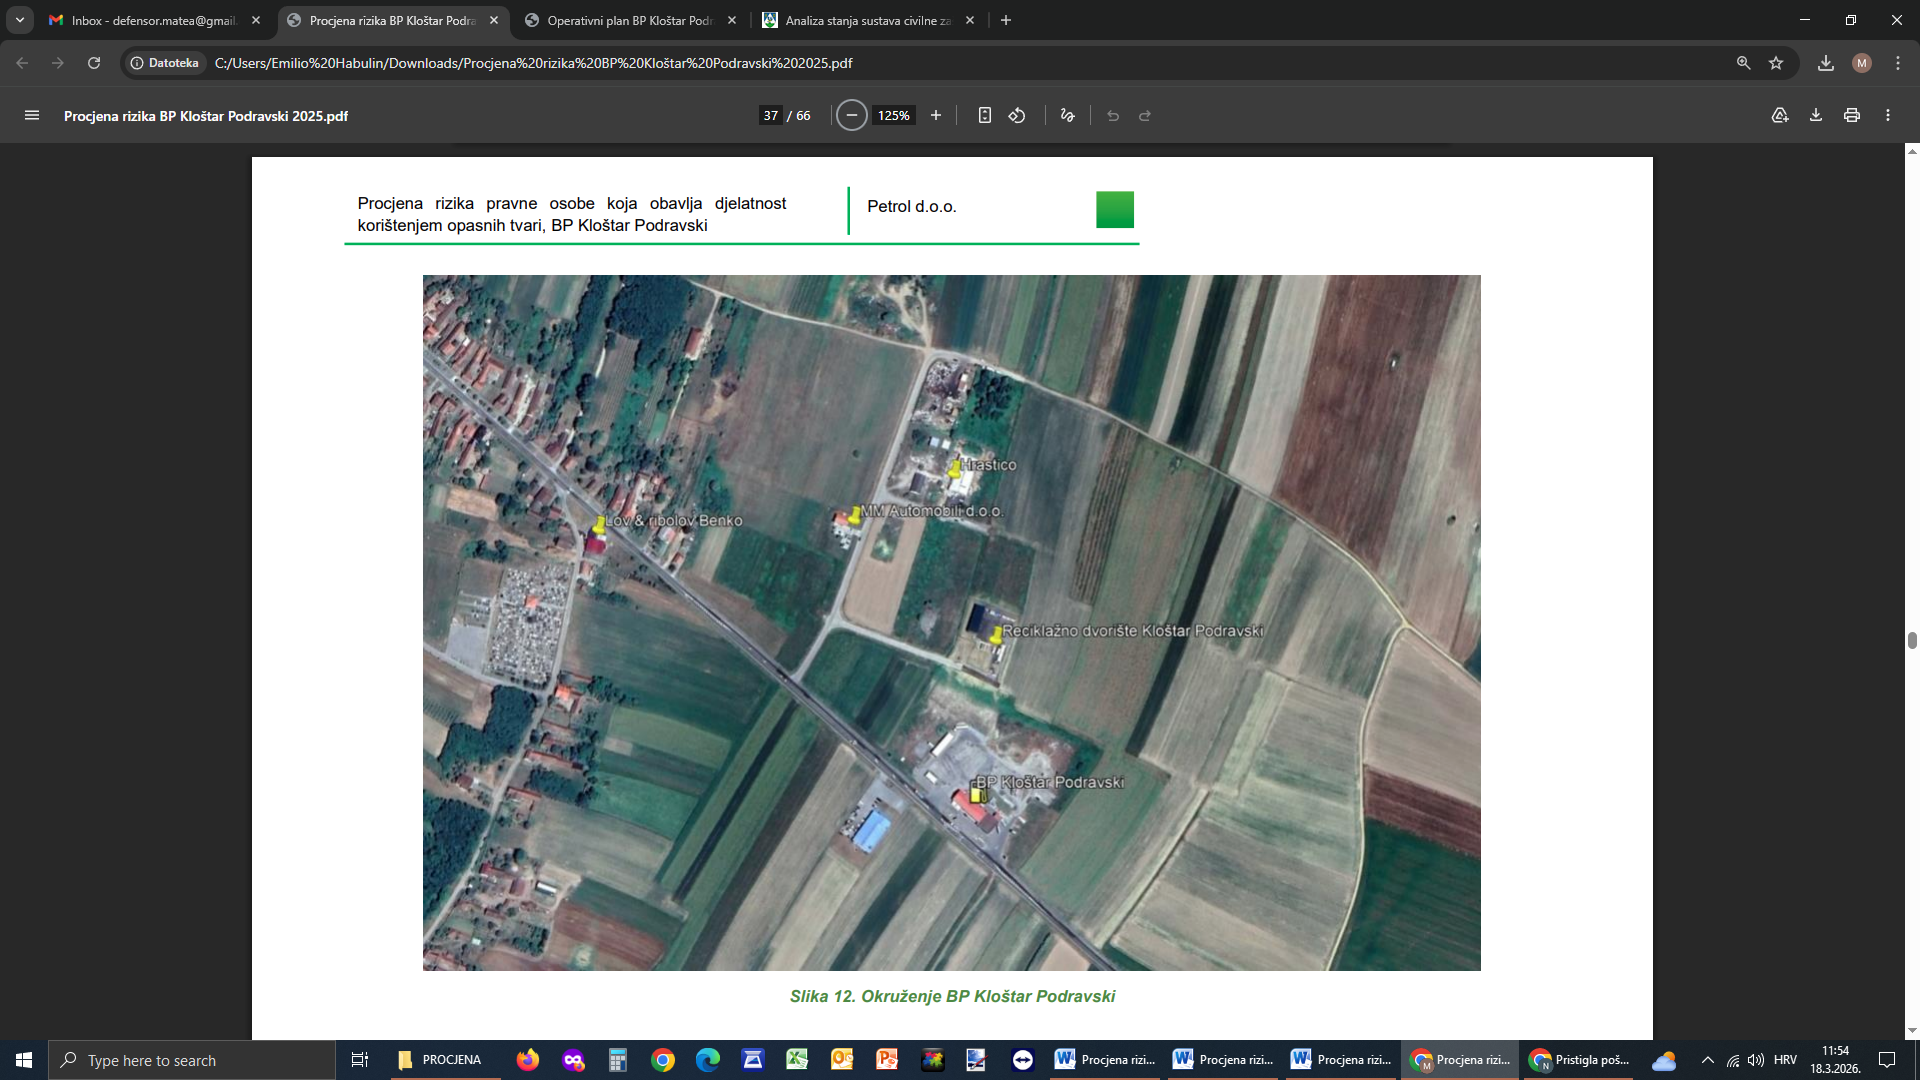 Inbox - defensor.matea@gmail.
Procjena rizika BP Kloštar Podra
Operativni plan BP Kloštar Pod
Analiza stanja sustava civilne za
Datoteka
C:/Users/Emilio%20Habulin/Downloads/Procjena%20rizika%20BP%20Kloštar%20Podravski%202025.pdf
M
Procjena rizika BP Kloštar Podravski 2025.pdf
37 / 66
125%
Procjena rizika pravne osobe koja obavlja djelatnost
korištenjem opasnih tvari, BP Kloštar Podravski
Petrol d.o.o.
Hrastico
MM Automobili d.o.o.
Lov & ribolov Benko
Reciklažno dvorište Kloštar Podravski
BP Kloštar Podravski
Slika 12. Okruženje BP Kloštar Podravski
Type here to search
PROCJENA
Procjena rizi...
Procjena rizi...
Procjena rizi...
Procjena rizi...
Pristigla poš...
HRV
11:54
18.3.2026.